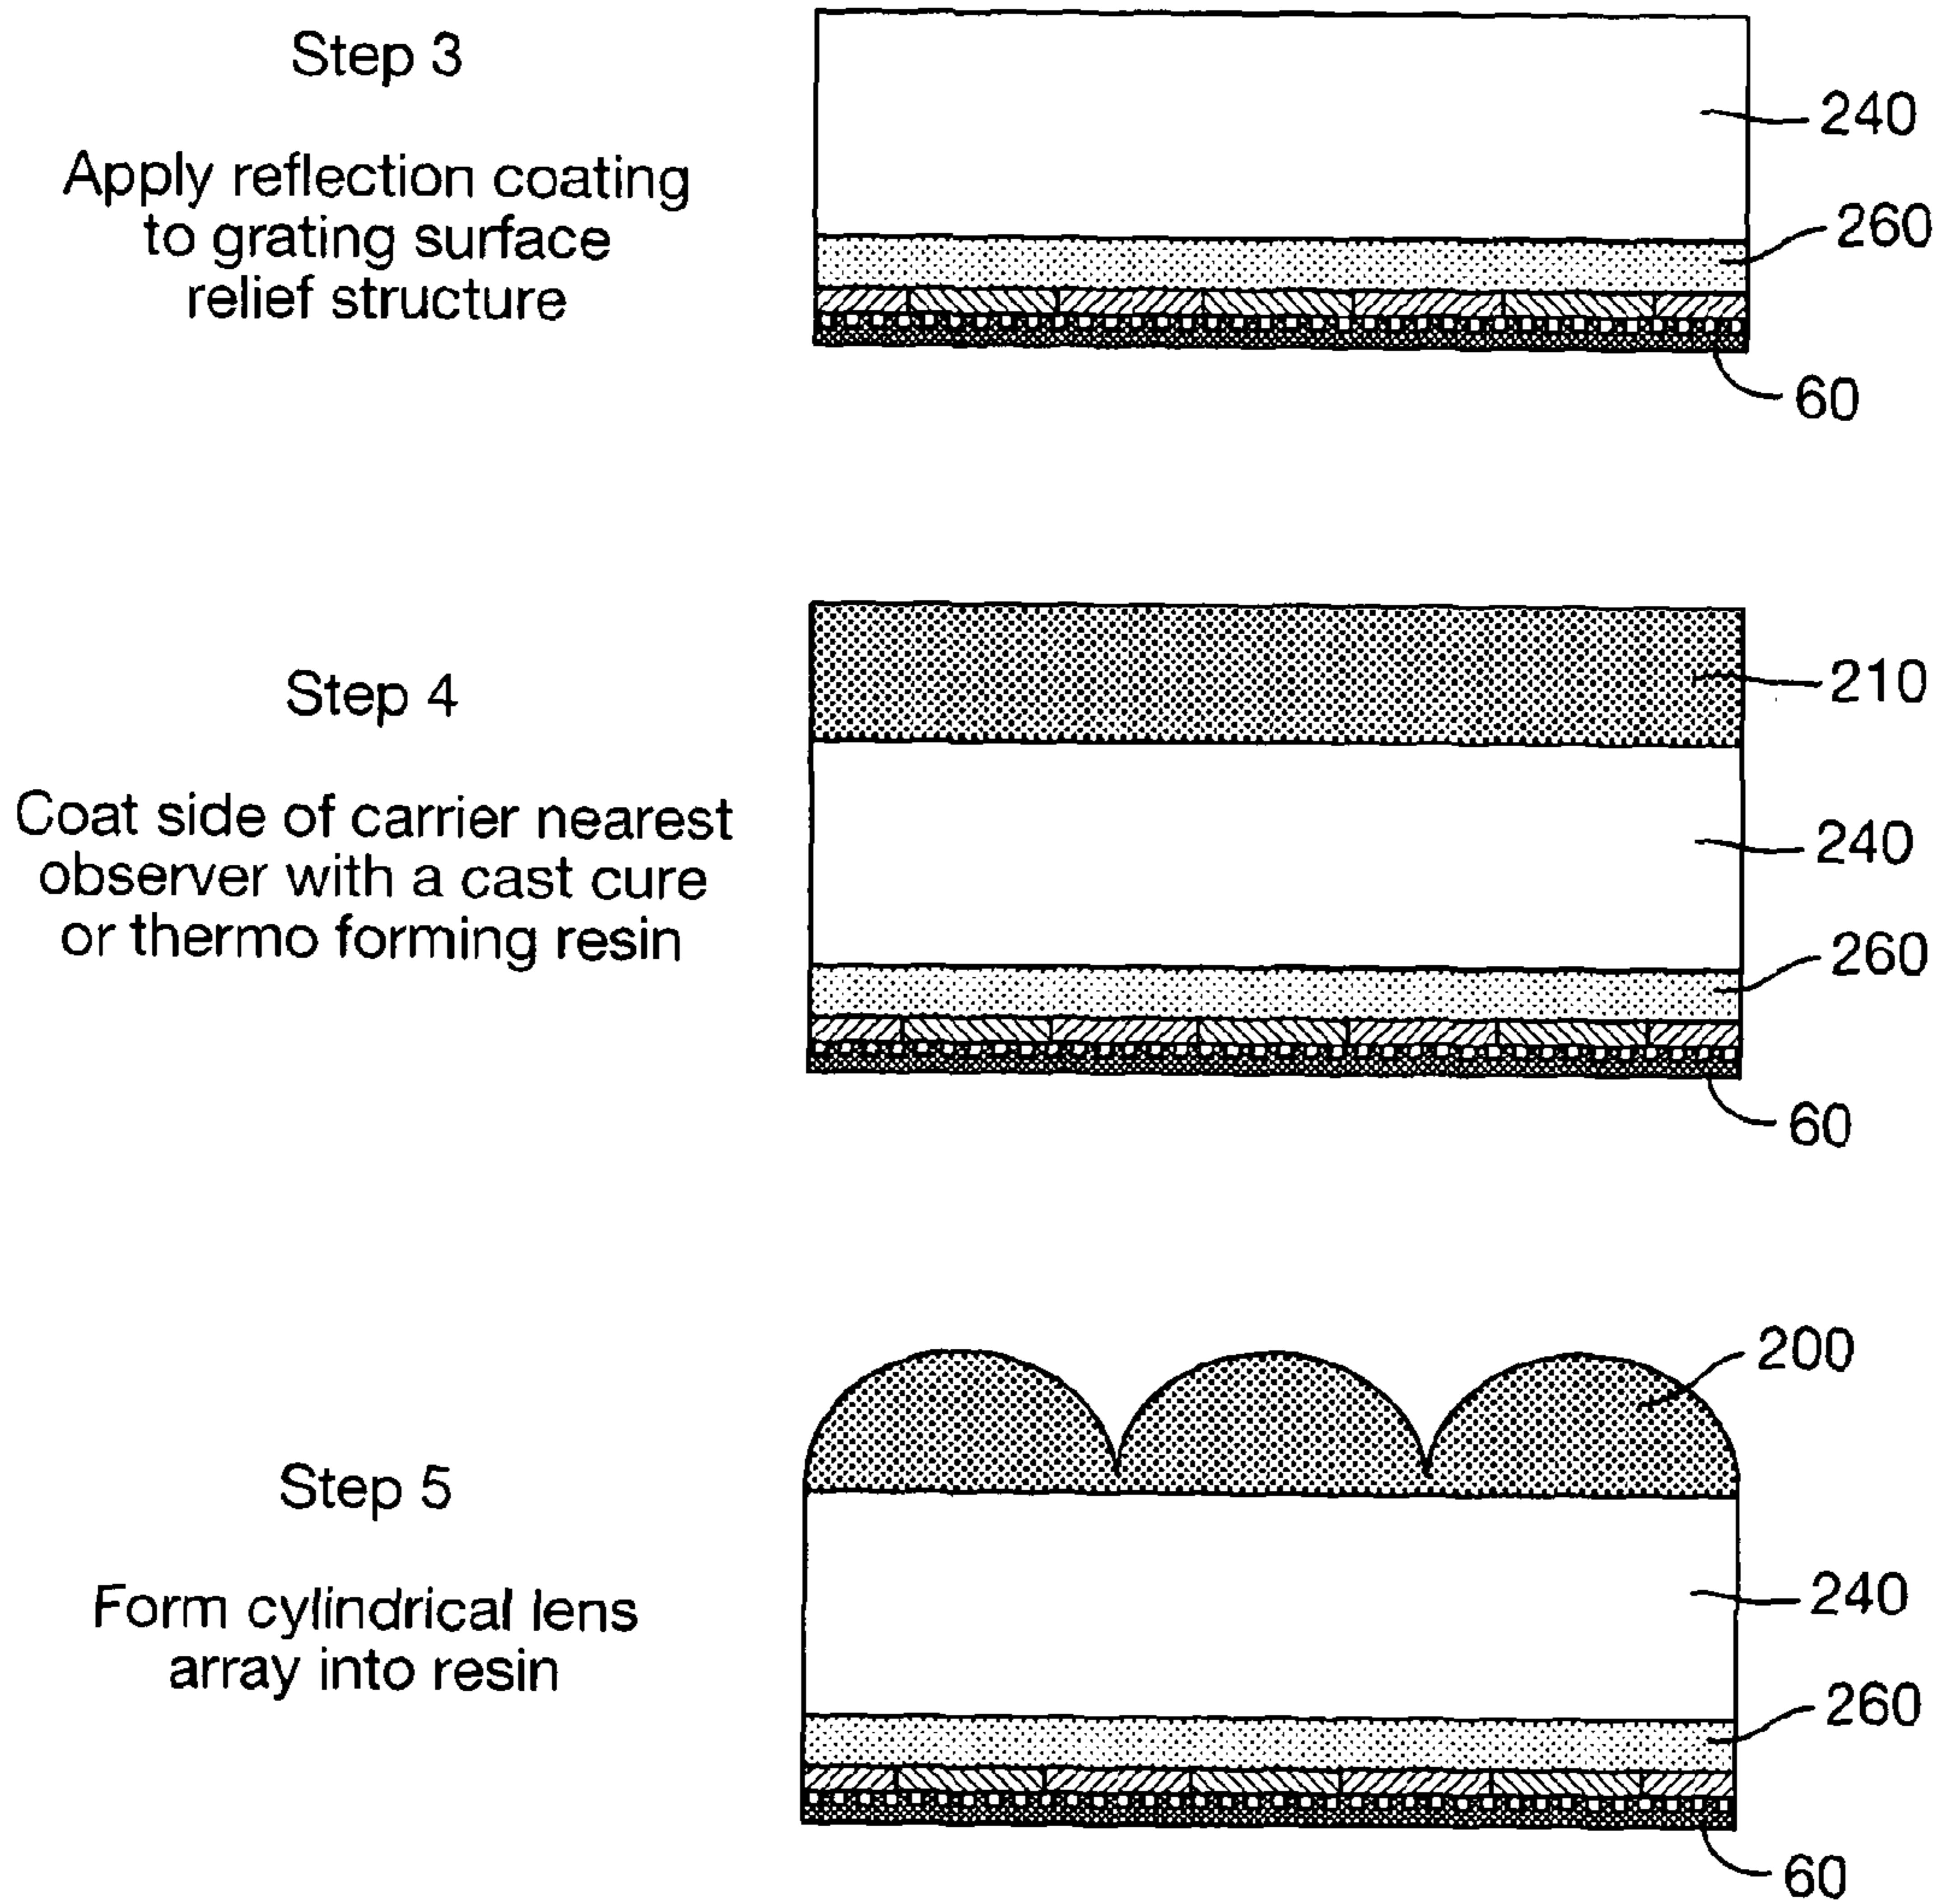 Step 3
Apply reflection coating
to grating surface
relief structure
240
260
60
Step 4
Coat side of carrier nearest
observer with a cast cure
or thermo forming resin
210
240
260
60
Step 5
Form cylindrical lens
array into resin
200
240
260
60